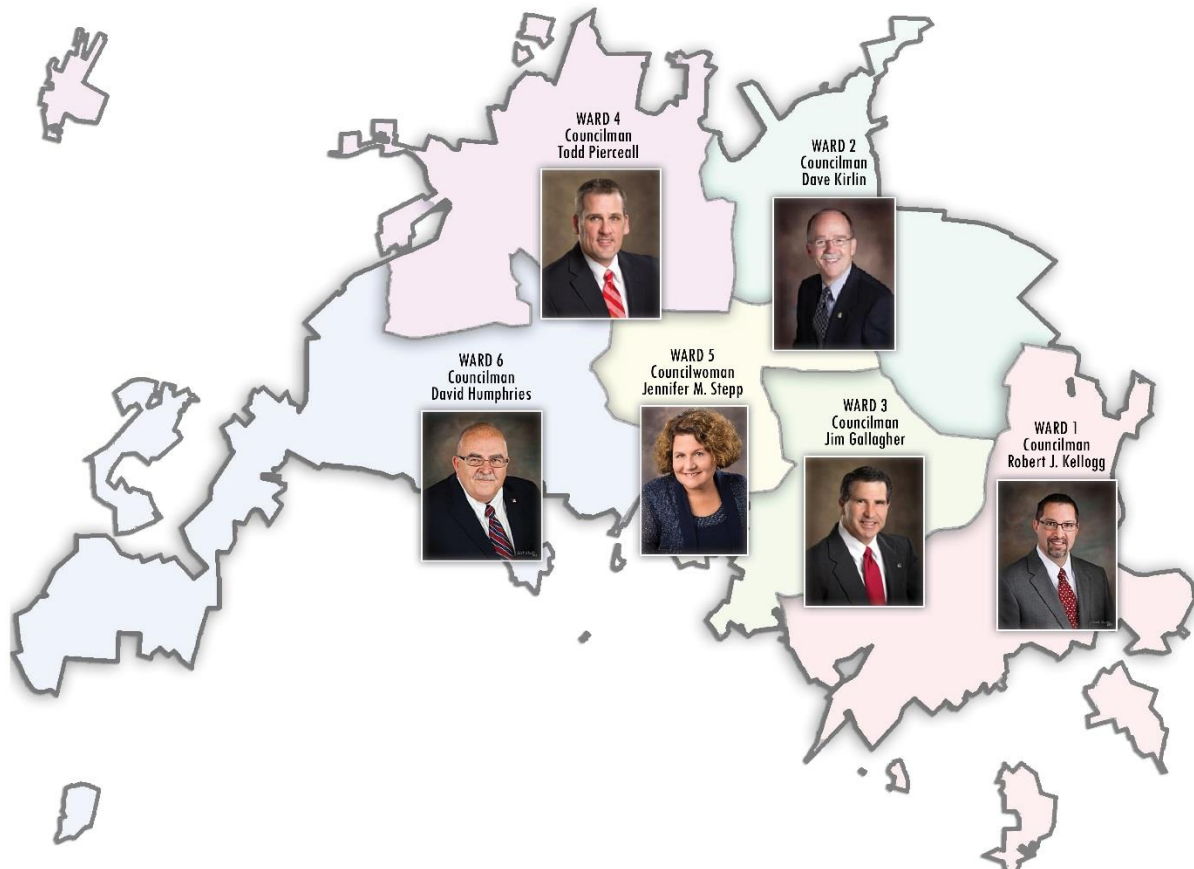 WARD 4
Councilman
Todd Pierceall
WARD 2
Councilman
Dave Kirlin
WARD 6
Councilman
David Humphries
WARD 5
Councilwoman
Jennifer M. Stepp
WARD 3
Councilman
Jim Gallagher
WARD 1
Councilman
Robert J. Kellogg